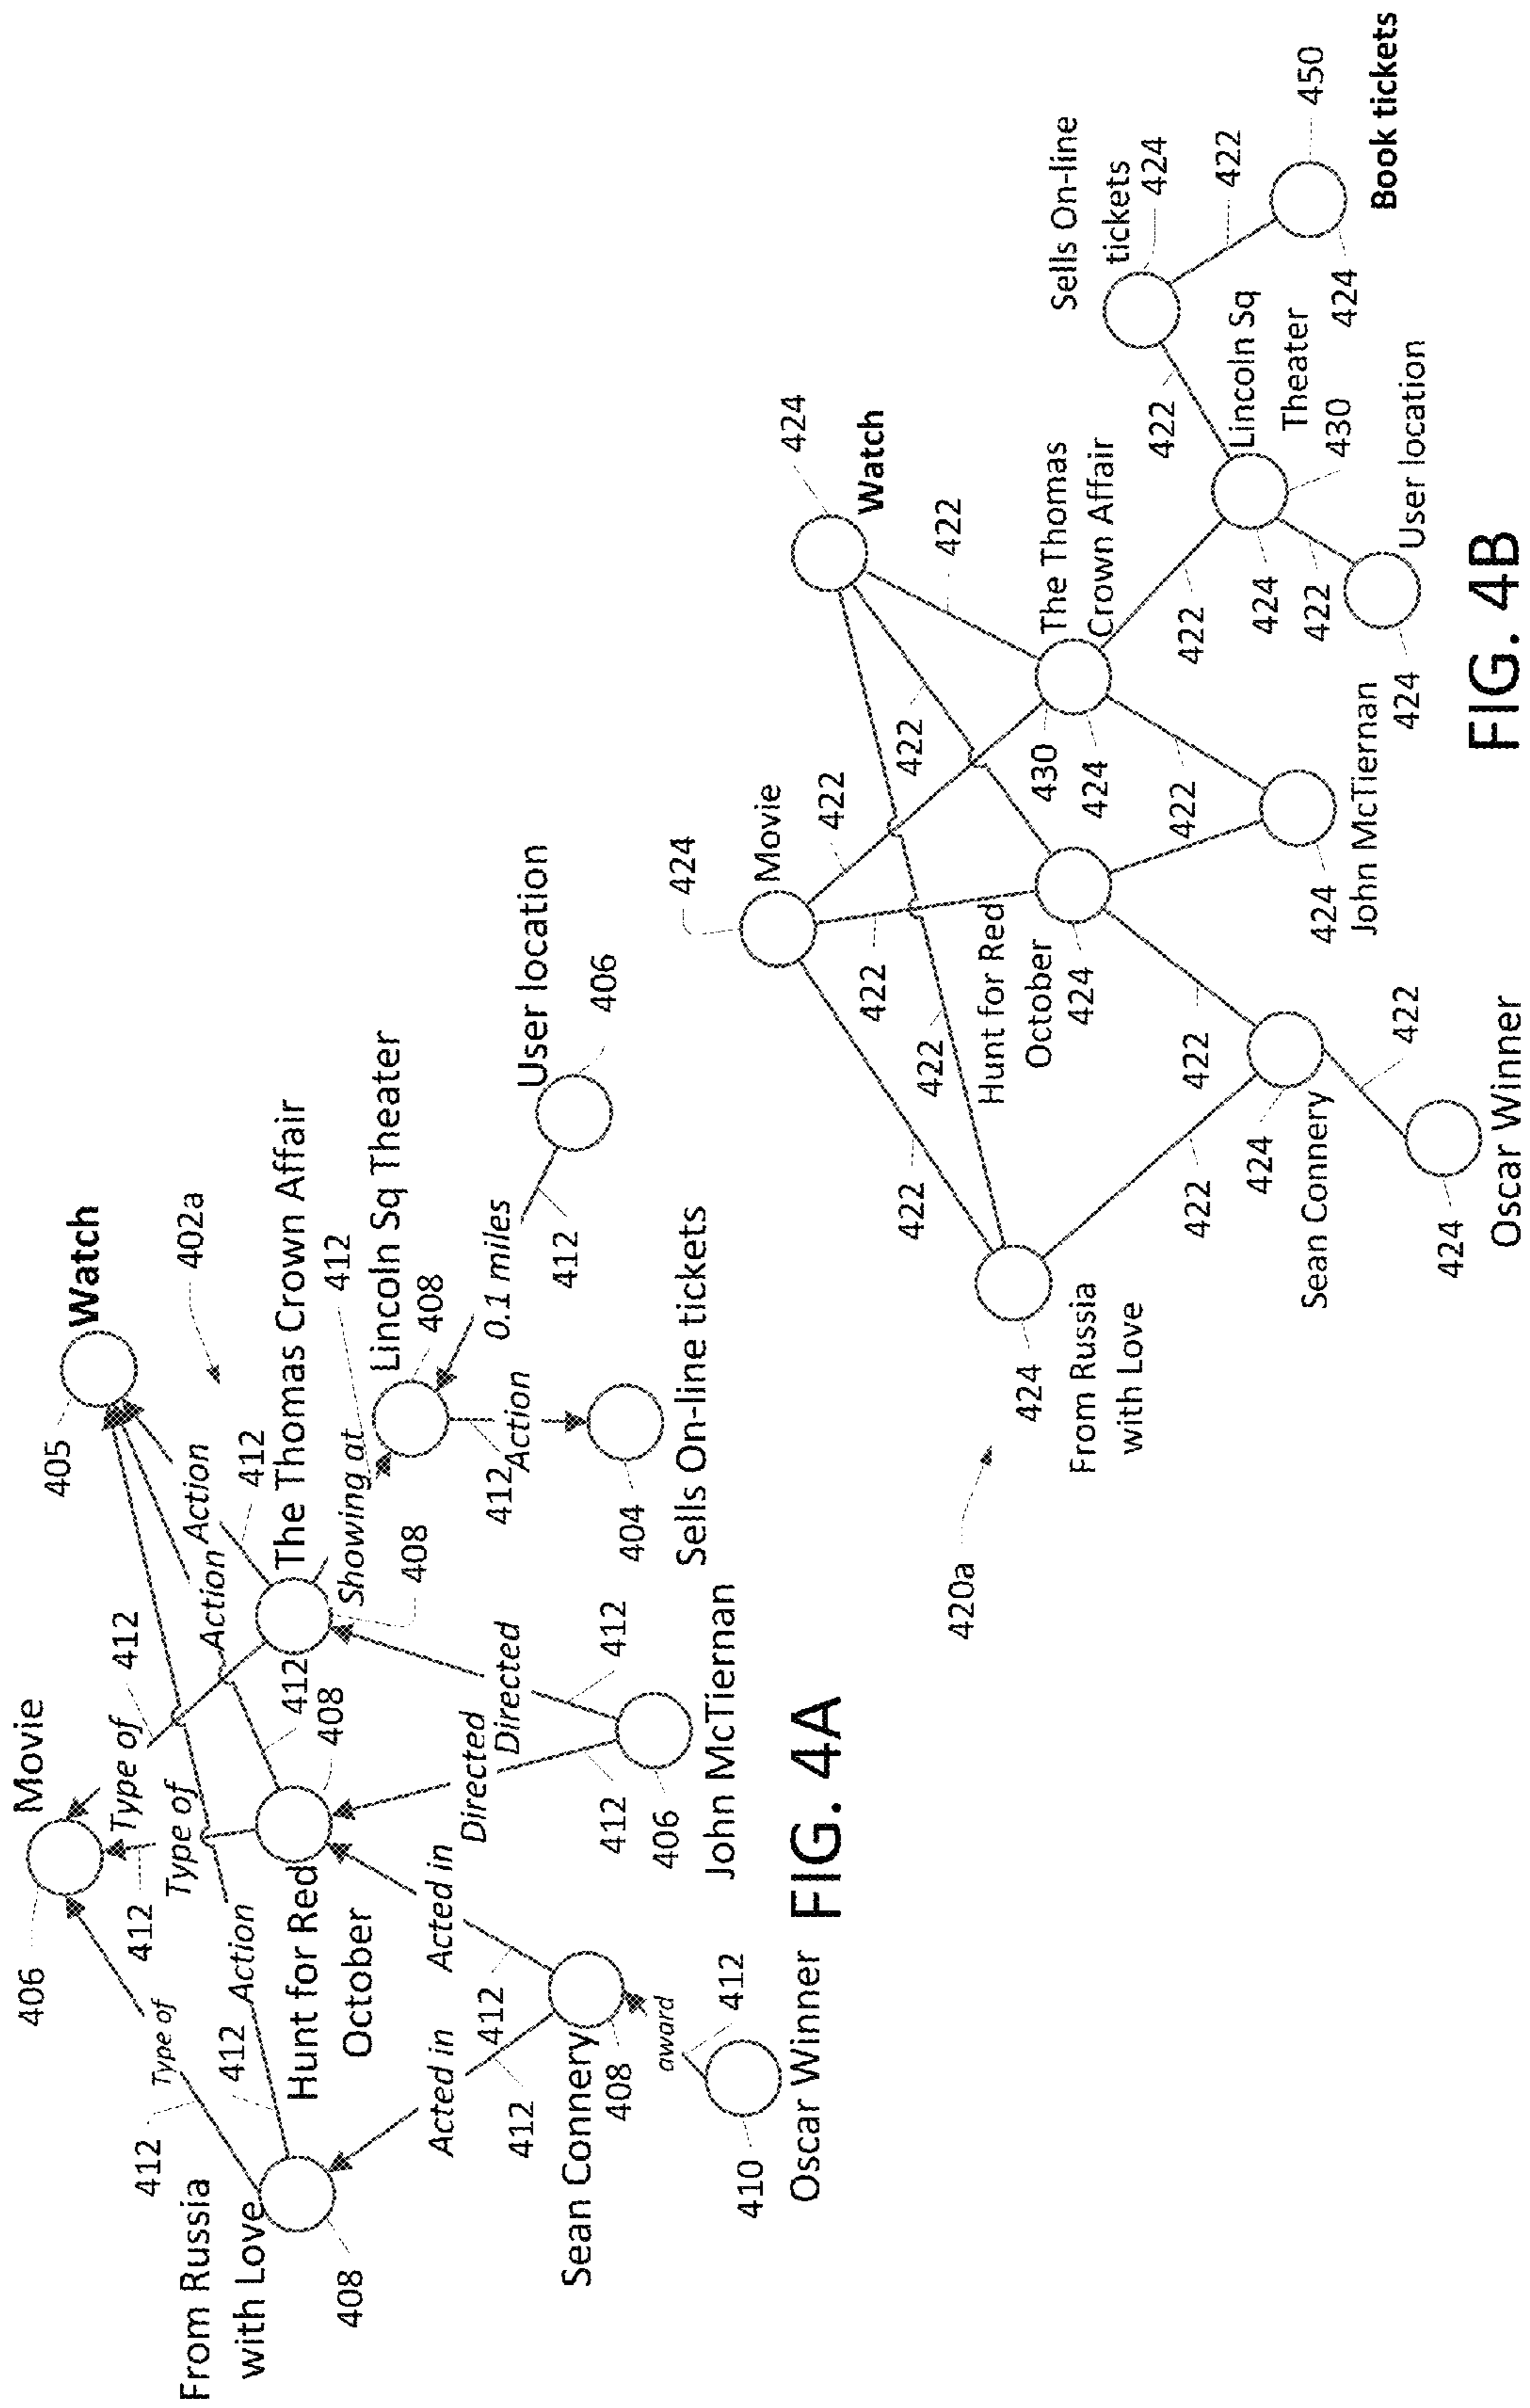 Movie
406
Watch
405
402a
From Russia
with Love
408
412
Type of
412
Action
412
Type of
412
Type of
Action
412
Action
412
Hunt for Red
October
408
The Thomas Crown Affair
408
Showing at
412
Lincoln Sq Theater
408
0.1 miles
412
User location
406
412
Action
404
Sells On-line tickets
Acted in
412
Acted in
412
Sean Connery
408
award
412
410
Oscar Winner
Directed
412
Directed
412
406
John McTiernan
FIG. 4A
420a
424
Movie
424
Watch
422
422
422
422
422
422
424
From Russia
with Love
Hunt for Red
October
424
430
424
The Thomas
Crown Affair
422
422
424
Sean Connery
422
424
Oscar Winner
422
422
424
John McTiernan
422
Lincoln Sq
Theater
430
424
422
424
User location
422
Sells On-line
tickets
424
422
450
424
Book tickets
FIG. 4B